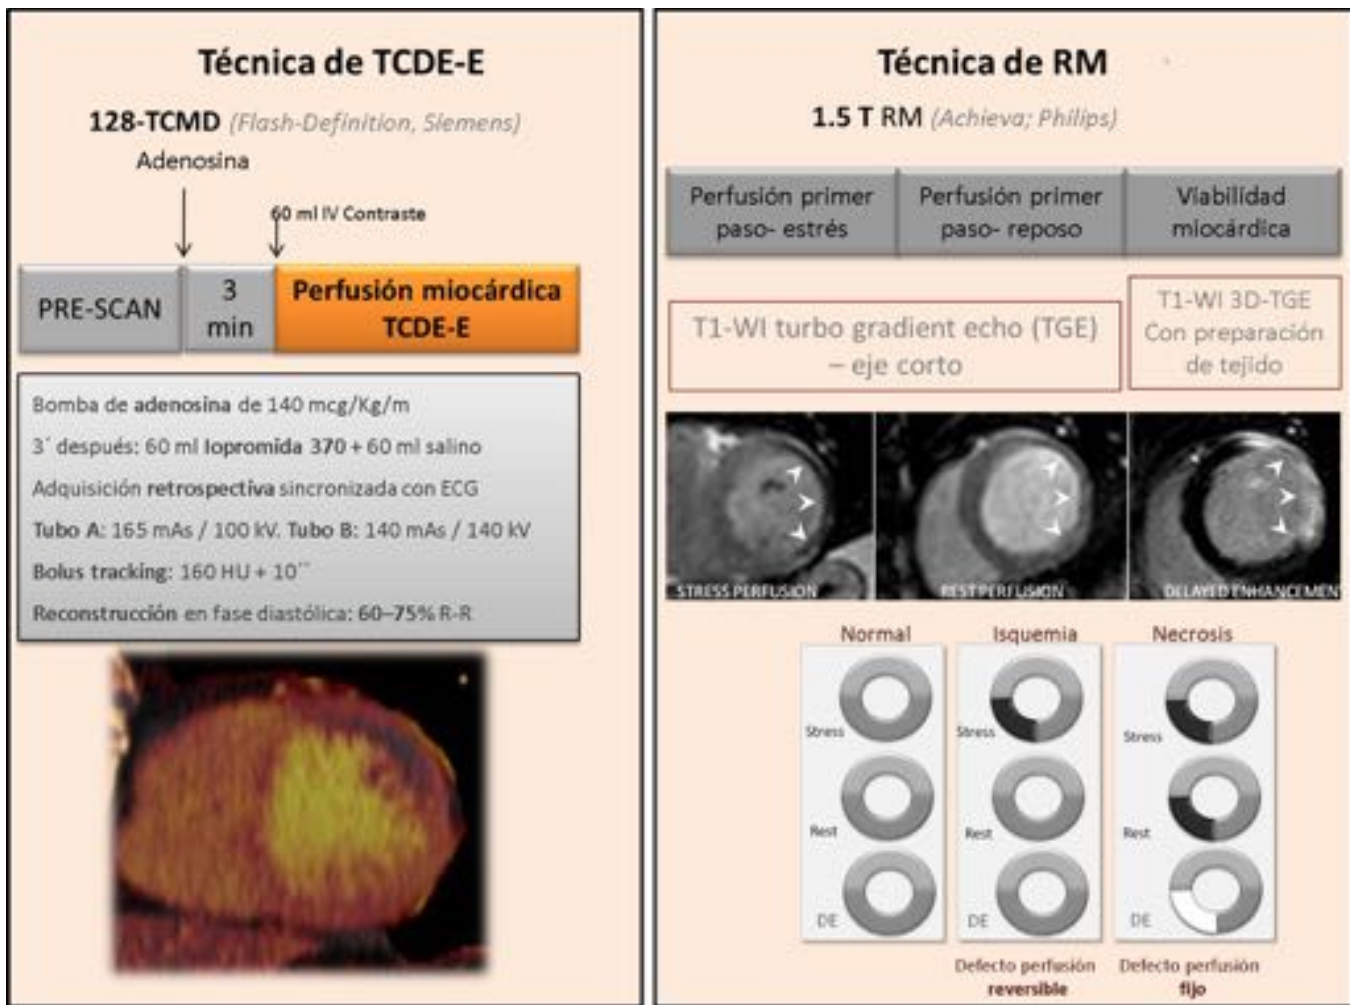 Técnica de TCDE-E
128-TCMD (Flash-Definition, Siemens)
Adenosina
60 ml IV Contraste
PRE-SCAN
3
min
Perfusión miocárdica
TCDE-E
Bomba de adenosina de 140 mcg/Kg/m
3´ después: 60 ml Iopromida 370 + 60 ml salino
Adquisición retrospectiva sincronizada con ECG
Tubo A: 165 mAs / 100 kV. Tubo B: 140 mAs / 140 kV
Bolus tracking: 160 HU + 10´´
Reconstrucción en fase diastólica: 60–75% R-R
Técnica de RM
1.5 T RM (Achieva; Philips)
Perfusión primer
paso- estrés
Perfusión primer
paso- reposo
Viabilidad
miocárdica
T1-WI turbo gradient echo (TGE)
– eje corto
T1-WI 3D-TGE
Con preparación
de tejido
STRESS PERFUSION
REST PERFUSION
DELAYED ENHANCEMEN
Normal
Stress
Rest
DE
Isquemia
Stress
Rest
Defecto perfusión
reversible
Necrosis
Stress
Rest
DE
Defecto perfusión
fijo